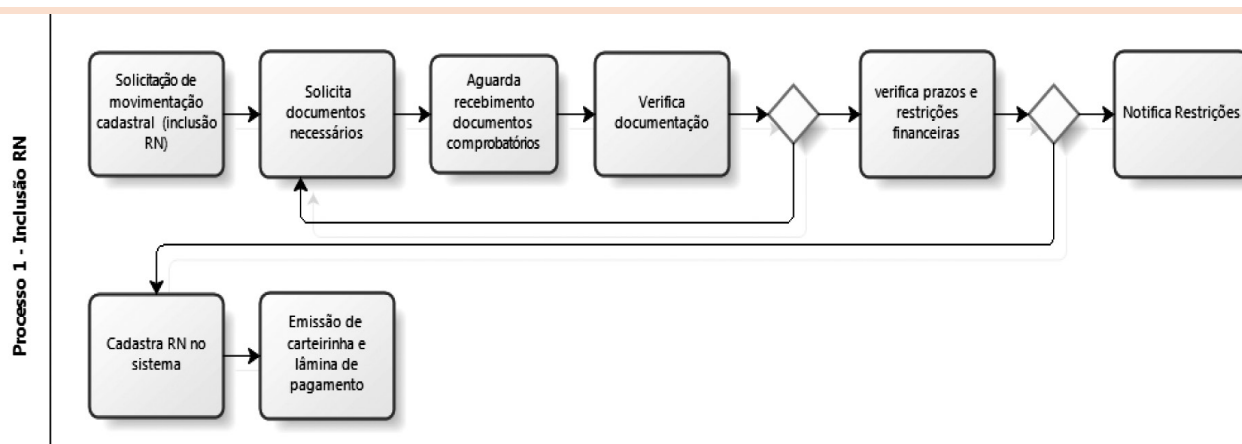 Processo 1 - Inclusão RN
Solicitação de
movimentação
cadastral (inclusão
RN)
Solicita
documentos
necessários
Aguarda
recebimento
documentos
comprobatórios
Verifica
documentação
verifica prazos e
restrições
financeiras
Notifica Restrições
Cadastra RN no
sistema
Emissão de
carteirinha e
lâmina de
pagamento